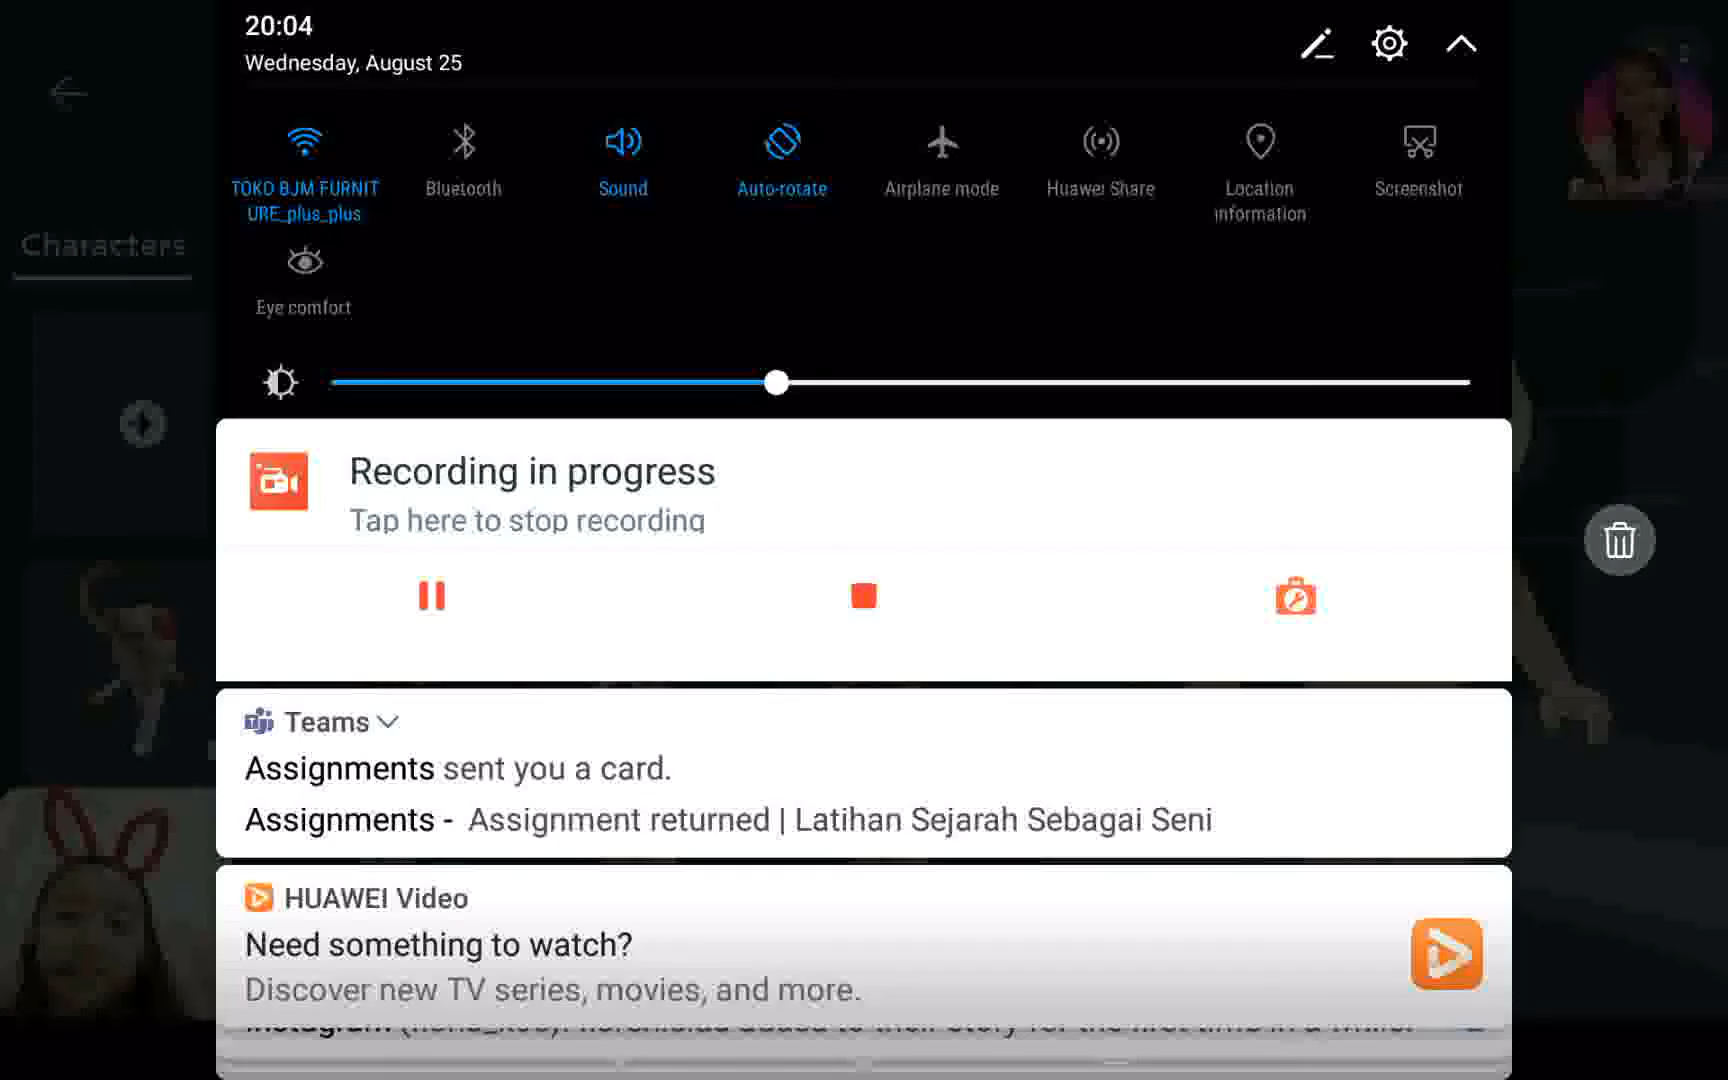 20:04
Wednesday, August 25
TOKO BJM FURNIT
URE_plus_plus
Bluetooth
Sound
Auto-rotate
Airplane mode
Huawei Share
Location
information
Screenshot
Characters
Eye comfort
Recording in progress
Tap here to stop recording
Teams
Assignments sent you a card.
Assignments - Assignment returned | Latihan Sejarah Sebagai Seni
HUAWEI Video
Need something to watch?
Discover new TV series, movies, and more.